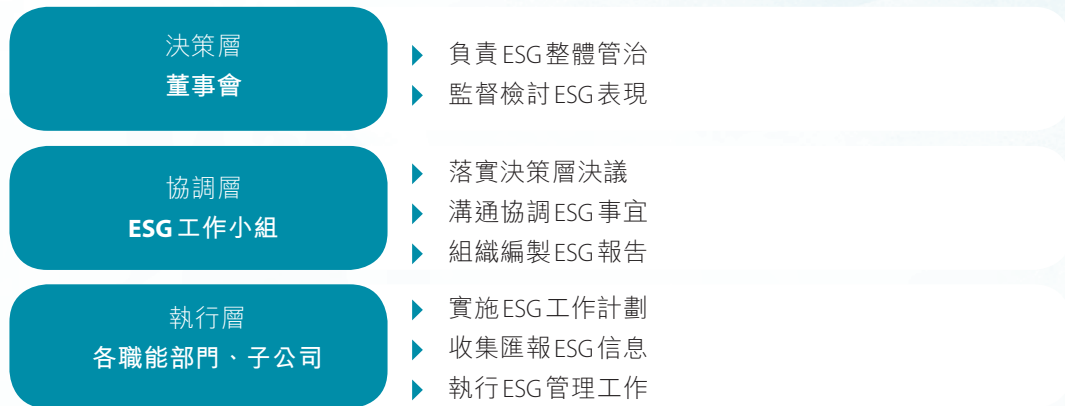 決策層
董事會
負責ESG整體管治
監督檢討ESG表現
協調層
ESG工作小組
落實決策層決議
溝通協調ESG事宜
組織編製ESG報告
執行層
各職能部門、子公司
實施ESG工作計劃
收集匯報ESG信息
執行ESG管理工作